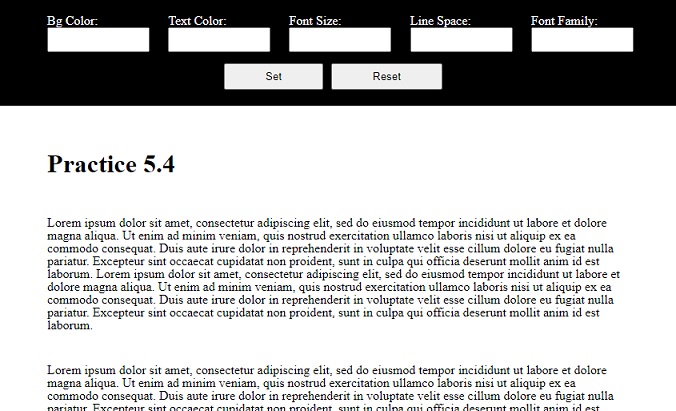 Bg Color: Text Color: Font Size: Line Space: Font Family:
Set Reset
Practice 5.4
Lorem ipsum dolor sit amet, consectetur adipiscing elit, sed do eiusmod tempor incididunt ut labore et dolore
magna aliqua. Ut enim ad minim veniam, quis nostrud exercitation ullamco laboris nisi ut aliquip ex ea
commodo consequat. Duis aute irure dolor in reprehenderit in voluptate velit esse cillum dolore eu fugiat nulla
pariatur. Excepteur sint occaecat cupidatat non proident, sunt in culpa qui officia deserunt mollit anim id est
laborum. Lorem ipsum dolor sit amet, consectetur adipiscing elit, sed do eiusmod tempor incididunt ut labore et
dolore magna aliqua. Ut enim ad minim veniam, quis nostrud exercitation ullamco laboris nisi ut aliquip ex ea
commodo consequat. Duis aute irure dolor in reprehenderit in voluptate velit esse cillum dolore eu fugiat nulla
pariatur. Excepteur sint occaecat cupidatat non proident, sunt in culpa qui officia deserunt mollit anim id est
laborum.
Lorem ipsum dolor sit amet, consectetur adipiscing elit, sed do eiusmod tempor incididunt ut labore et dolore
magna aliqua. Ut enim ad minim veniam, quis nostrud exercitation ullamco laboris nisi ut aliquip ex ea
commodo consequat. Duis aute irure dolor in reprehenderit in voluptate velit esse cillum dolore eu fugiat nulla
pariatur. Excepteur sint occaecat cupidatat non proident, sunt in culpa qui officia deserunt mollit anim id est